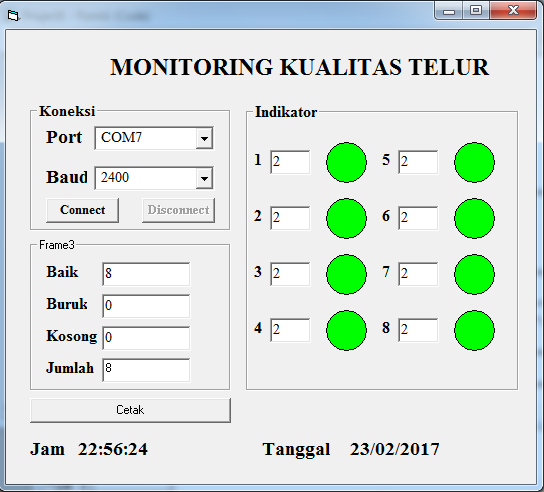 MONITORING KUALITAS TELUR
Koneksi
Port COM7
Baud 2400
Connect Disconnect
Frame3
Baik 8
Buruk 0
Kosong 0
Jumlah 8
Cetak
Indikator
1 2 5 2
2 2 6 2
3 2 7 2
4 2 8 2
Jam 22:56:24 Tanggal 23/02/2017